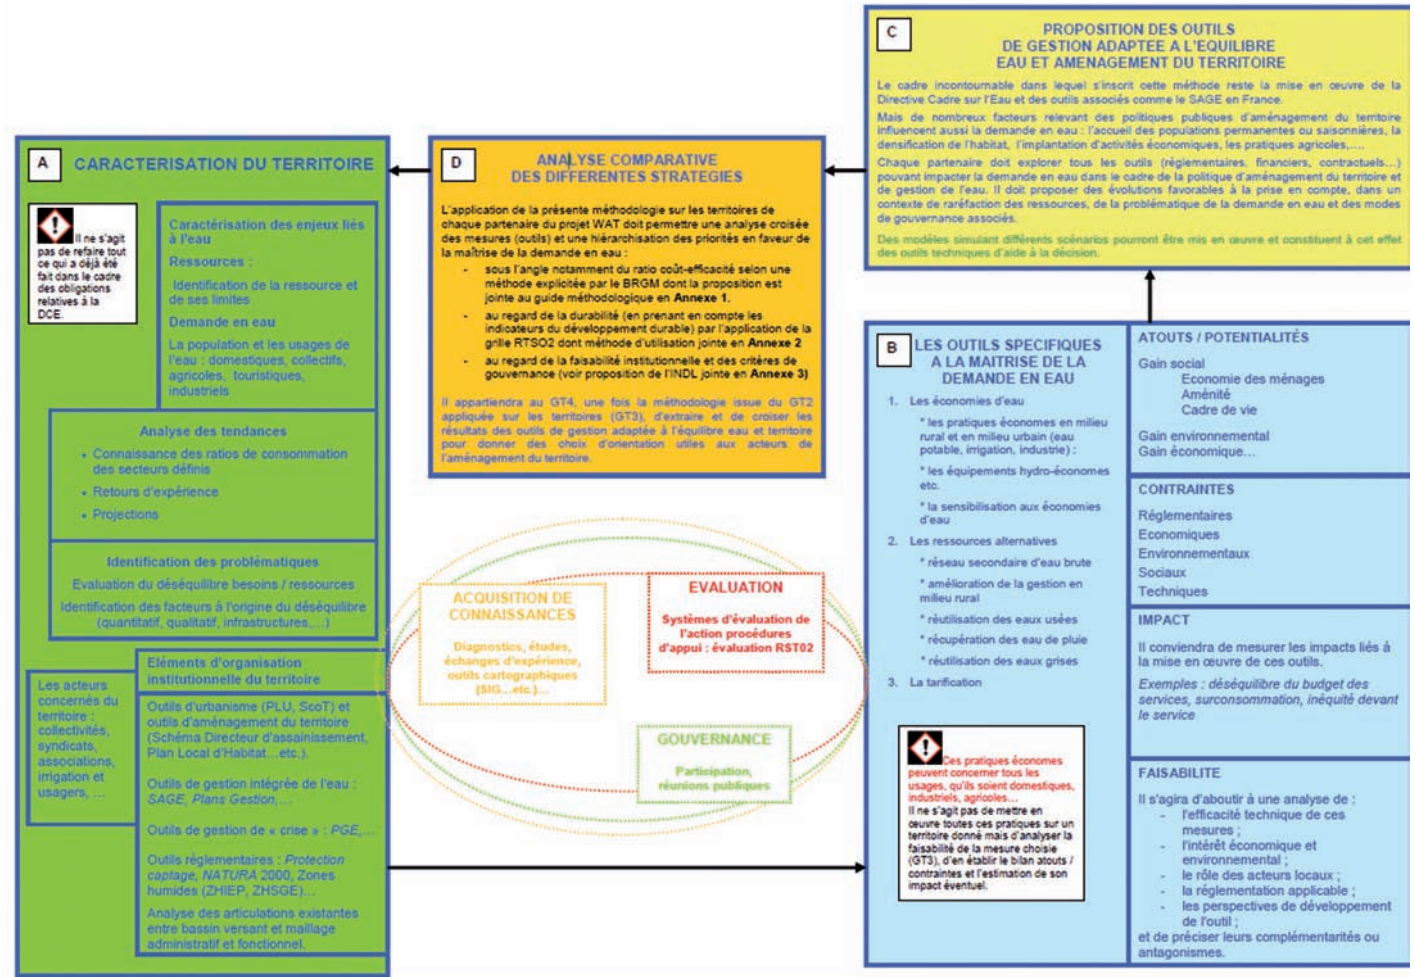 A
CARACTERISATION DU TERRITOIRE
Il ne s'agit
pas de refaire tout
ce qui a déjà été
fait dans le cadre
des obligations
relatives à la
DCE.
Caractérisation des enjeux liés
à l'eau
Ressources :
Identification de la ressource et
de ses limites
Demande en eau
La population et les usages de
l'eau : domestiques, collectifs,
agricoles, touristiques,
industriels
Analyse des tendances
• Connaissance des ratios de consommation
des secteurs définis
• Retours d'expérience
• Projections
Identification des problématiques
Evaluation du déséquilibre besoins / ressources
Identification des facteurs à l'origine du déséquilibre
(quantitatif, qualitatif, infrastructures,…)
Les acteurs
concernés du
territoire :
collectivités,
syndicats,
associations,
irrigation et
usagers, …
Eléments d'organisation
institutionnelle du territoire
Outils d'urbanisme (PLU, ScoT) et
outils d'aménagement du territoire
(Schéma Directeur d'assainissement,
Plan Local d'Habitat…etc.).
Outils de gestion intégrée de l'eau :
SAGE, Plans Gestion,…
Outils de gestion de « crise » : PGE,…
Outils réglementaires : Protection
captage, NATURA 2000, Zones
humides (ZHIEP, ZHSGE)…
Analyse des articulations existantes
entre bassin versant et maillage
administratif et fonctionnel.
D
ANALYSE COMPARATIVE
DES DIFFERENTES STRATEGIES
L'application de la présente méthodologie sur les territoires de
chaque partenaire du projet WAT doit permettre une analyse croisée
des mesures (outils) et une hiérarchisation des priorités en faveur de
la maîtrise de la demande en eau :
- sous l'angle notamment du ratio coût-efficacité selon une
méthode explicitée par le BRGM dont la proposition est
jointe au guide méthodologique en Annexe 1.
- au regard de la durabilité (en prenant en compte les
indicateurs du développement durable) par l'application de la
grille RTSO2 dont méthode d'utilisation jointe en Annexe 2
- au regard de la faisabilité institutionnelle et des critères de
gouvernance (voir proposition de l'INDL jointe en Annexe 3)
Il appartiendra au GT4, une fois la méthodologie issue du GT2
appliquée sur les territoires (GT3), d'extraire et de croiser les
résultats des outils de gestion adaptée à l'équilibre eau et territoire
pour donner des choix d'orientation utiles aux acteurs de
l'aménagement du territoire.
ACQUISITION DE
CONNAISSANCES
Diagnostics, études,
échanges d'expérience,
outils cartographiques
(SIG…etc.)…
EVALUATION
Systèmes d'évaluation de
l'action procédures
d'appui : évaluation RST02
GOUVERNANCE
Participation,
réunions publiques
C
PROPOSITION DES OUTILS
DE GESTION ADAPTEE A L'EQUILIBRE
EAU ET AMENAGEMENT DU TERRITOIRE
Le cadre incontournable dans lequel s'inscrit cette méthode reste la mise en œuvre de la
Directive Cadre sur l'Eau et des outils associés comme le SAGE en France.
Mais de nombreux facteurs relevant des politiques publiques d'aménagement du territoire
influencent aussi la demande en eau : l'accueil des populations permanentes ou saisonnières, la
densification de l'habitat, l'implantation d'activités économiques, les pratiques agricoles,….
Chaque partenaire doit explorer tous les outils (réglementaires, financiers, contractuels…)
pouvant impacter la demande en eau dans le cadre de la politique d'aménagement du territoire et
de gestion de l'eau. Il doit proposer des évolutions favorables à la prise en compte, dans un
contexte de raréfaction des ressources, de la problématique de la demande en eau et des modes
de gouvernance associés.
Des modèles simulant différents scénarios pourront être mis en œuvre et constituent à cet effet
des outils techniques d'aide à la décision.
B
LES OUTILS SPECIFIQUES
A LA MAITRISE DE LA
DEMANDE EN EAU
1. Les économies d'eau
* les pratiques économes en milieu
rural et en milieu urbain (eau
potable, irrigation, industrie) ;
* les équipements hydro-économes
etc.
* la sensibilisation aux économies
d'eau
2. Les ressources alternatives
* réseau secondaire d'eau brute
* amélioration de la gestion en
milieu rural
* réutilisation des eaux usées
* récupération des eau de pluie
* réutilisation des eaux grises
3. La tarification
Ces pratiques économes
peuvent concerner tous les
usages, qu'ils soient domestiques,
industriels, agricoles…
Il ne s'agit pas de mettre en
œuvre toutes ces pratiques sur un
territoire donné mais d'analyser la
faisabilité de la mesure choisie
(GT3), d'en établir le bilan atouts /
contraintes et l'estimation de son
impact éventuel.
ATOUTS / POTENTIALITÉS
Gain social
Economie des ménages
Aménité
Cadre de vie
Gain environnemental
Gain économique…
CONTRAINTES
Réglementaires
Economiques
Environnementaux
Sociaux
Techniques
IMPACT
Il conviendra de mesurer les impacts liés à
la mise en œuvre de ces outils.
Exemples : déséquilibre du budget des
services, surconsommation, inéquité devant
le service
FAISABILITE
Il s'agira d'aboutir à une analyse de :
- l'efficacité technique de ces
mesures ;
- l'intérêt économique et
environnemental ;
- le rôle des acteurs locaux ;
- la réglementation applicable ;
- les perspectives de développement
de l'outil ;
et de préciser leurs complémentarités ou
antagonismes.